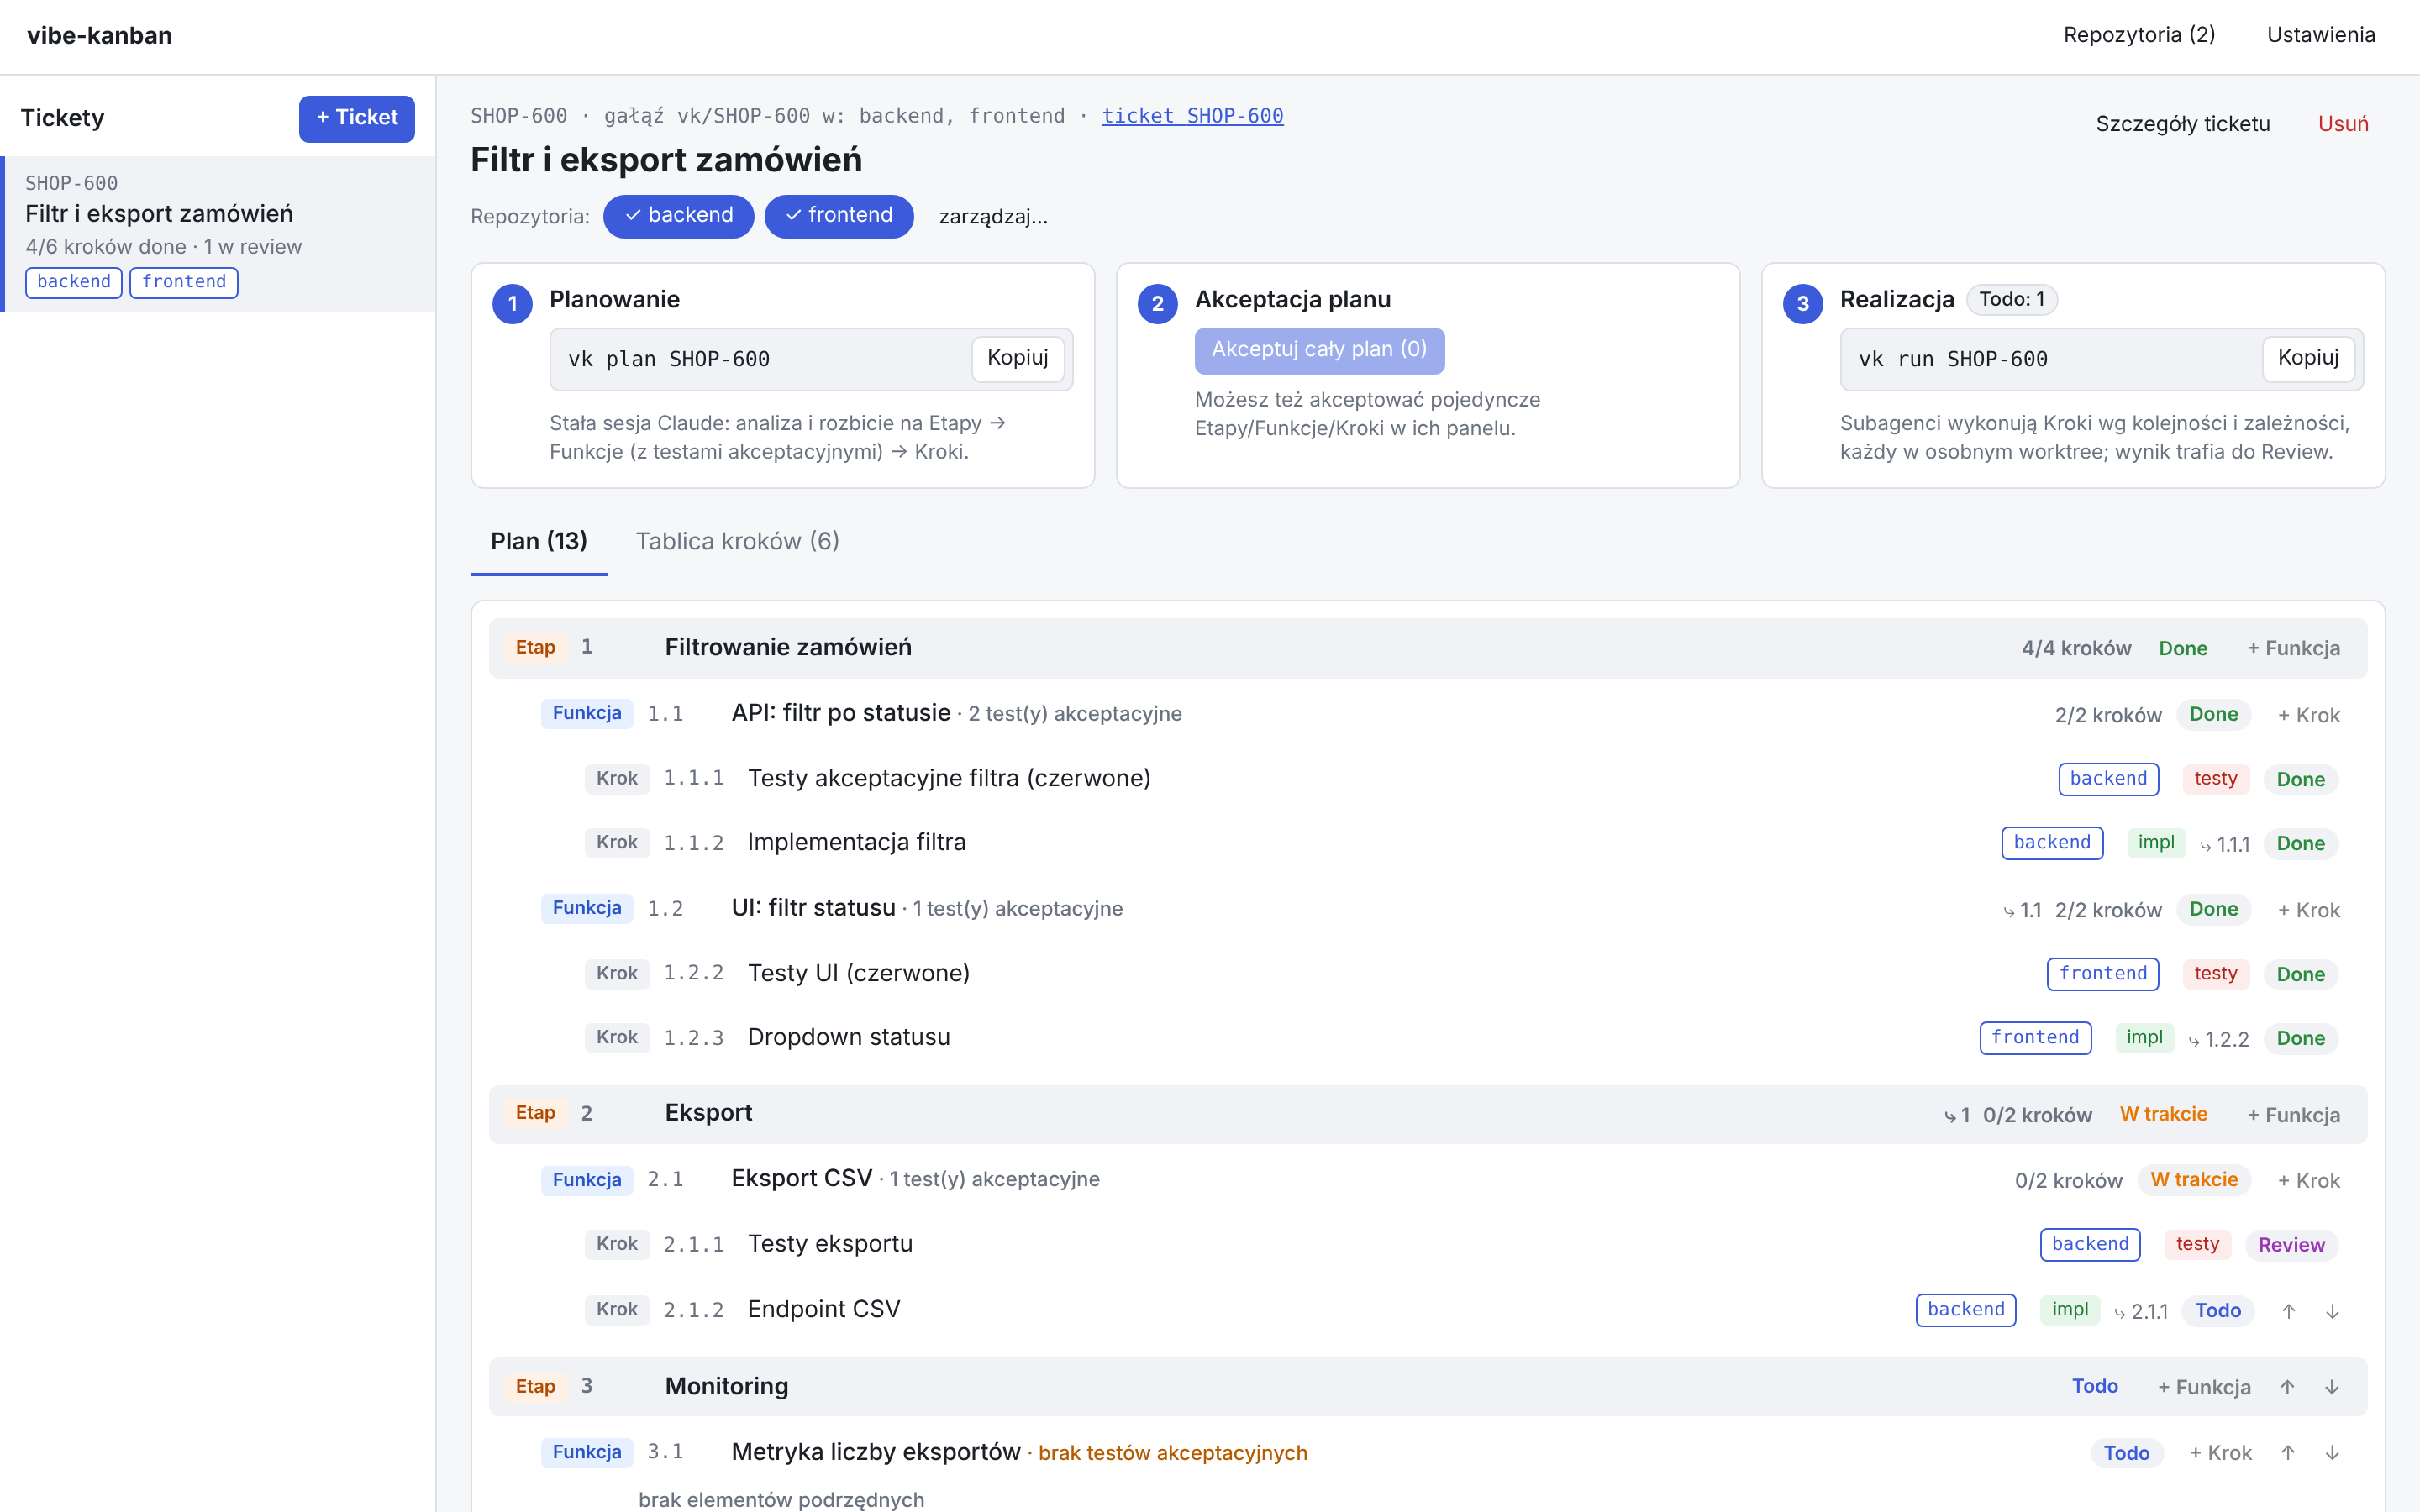 vibe-kanban
Repozytoria (2)
Ustawienia
Tickety
+ Ticket
SHOP-600
Filtr i eksport zamówień
4/6 kroków done · 1 w review
backend
frontend
SHOP-600 · gałąź vk/SHOP-600 w: backend, frontend · ticket SHOP-600
Szczegóły ticketu
Usuń
Filtr i eksport zamówień
Repozytoria: ✓ backend ✓ frontend zarządzaj...
1 Planowanie
vk plan SHOP-600 Kopiuj
Stała sesja Claude: analiza i rozbicie na Etapy →
Funkcje (z testami akceptacyjnymi) → Kroki.
2 Akceptacja planu
Akceptuj cały plan (0)
Możesz też akceptować pojedyncze
Etapy/Funkcje/Kroki w ich panelu.
3 Realizacja Todo: 1
vk run SHOP-600 Kopiuj
Subagenci wykonują Kroki wg kolejności i zależności,
każdy w osobnym worktree; wynik trafia do Review.
Plan (13)
Tablica kroków (6)
Etap 1 Filtrowanie zamówień 4/4 kroków Done + Funkcja
Funkcja 1.1 API: filtr po statusie · 2 test(y) akceptacyjne 2/2 kroków Done + Krok
Krok 1.1.1 Testy akceptacyjne filtra (czerwone) backend testy Done
Krok 1.1.2 Implementacja filtra backend impl ⤷ 1.1.1 Done
Funkcja 1.2 UI: filtr statusu · 1 test(y) akceptacyjne ⤷ 1.1 2/2 kroków Done + Krok
Krok 1.2.2 Testy UI (czerwone) frontend testy Done
Krok 1.2.3 Dropdown statusu frontend impl ⤷ 1.2.2 Done
Etap 2 Eksport ⤷ 1 0/2 kroków W trakcie + Funkcja
Funkcja 2.1 Eksport CSV · 1 test(y) akceptacyjne 0/2 kroków W trakcie + Krok
Krok 2.1.1 Testy eksportu backend testy Review
Krok 2.1.2 Endpoint CSV backend impl ⤷ 2.1.1 Todo ↑ ↓
Etap 3 Monitoring Todo + Funkcja ↑ ↓
Funkcja 3.1 Metryka liczby eksportów · brak testów akceptacyjnych Todo + Krok ↑ ↓
brak elementów podrzędnych